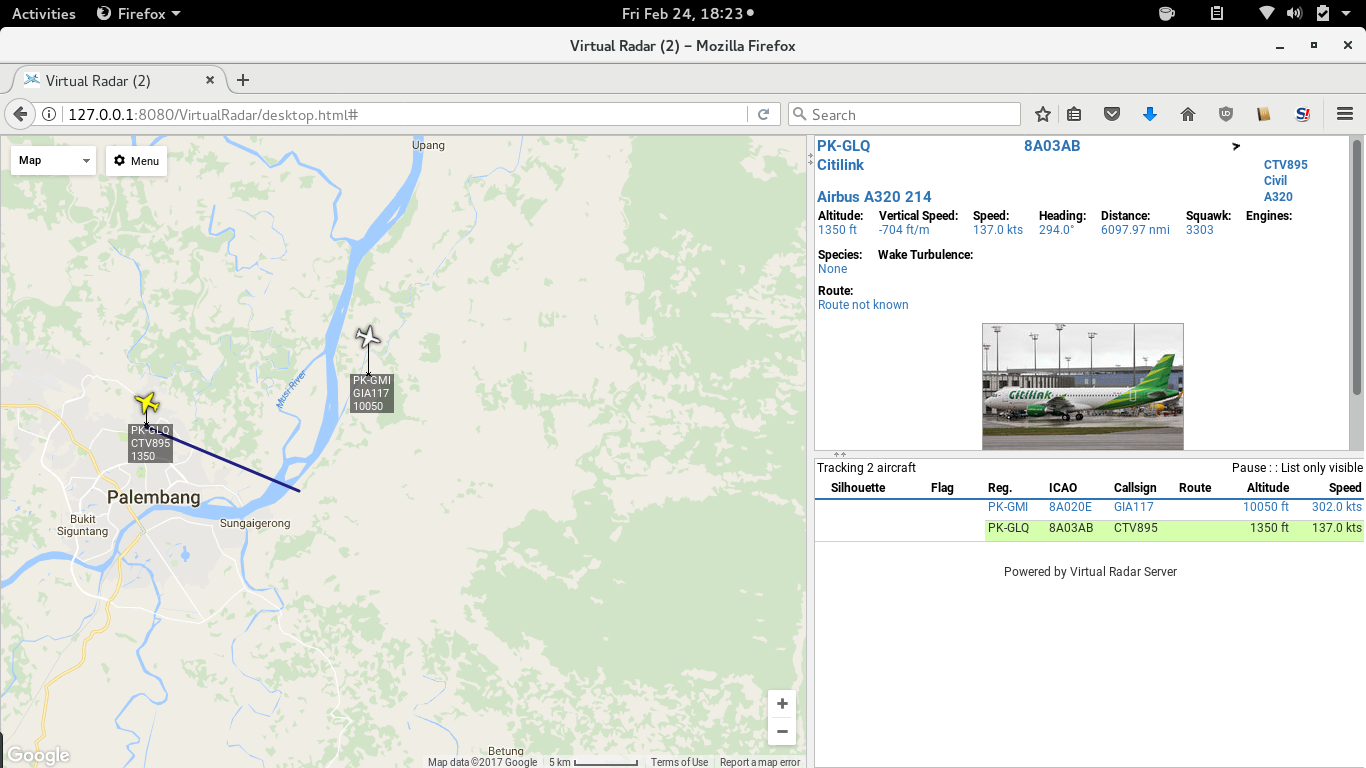 Activities Firefox Fri Feb 24, 18:23
Virtual Radar (2) – Mozilla Firefox
Virtual Radar (2)
127.0.0.1:8080/VirtualRadar/desktop.html#
Search
Map
Menu
Upang
Musi River
PK-GMI
GIA117
10050
PK-GLQ
CTV895
1350
Palembang
Bukit
Siguntang
Sungaigerong
Betung
Google
Map data ©2017 Google
5 km
Terms of Use
Report a map error
PK-GLQ 8A03AB
Citilink CTV895
Civil
Airbus A320 214 A320
Altitude: Vertical Speed: Speed: Heading: Distance: Squawk: Engines:
1350 ft -704 ft/m 137.0 kts 294.0° 6097.97 nmi 3303
Species: Wake Turbulence:
None
Route:
Route not known
Citilink
Tracking 2 aircraft Pause : : List only visible
Silhouette Flag Reg. ICAO Callsign Route Altitude Speed
PK-GMI 8A020E GIA117 10050 ft 302.0 kts
PK-GLQ 8A03AB CTV895 1350 ft 137.0 kts
Powered by Virtual Radar Server